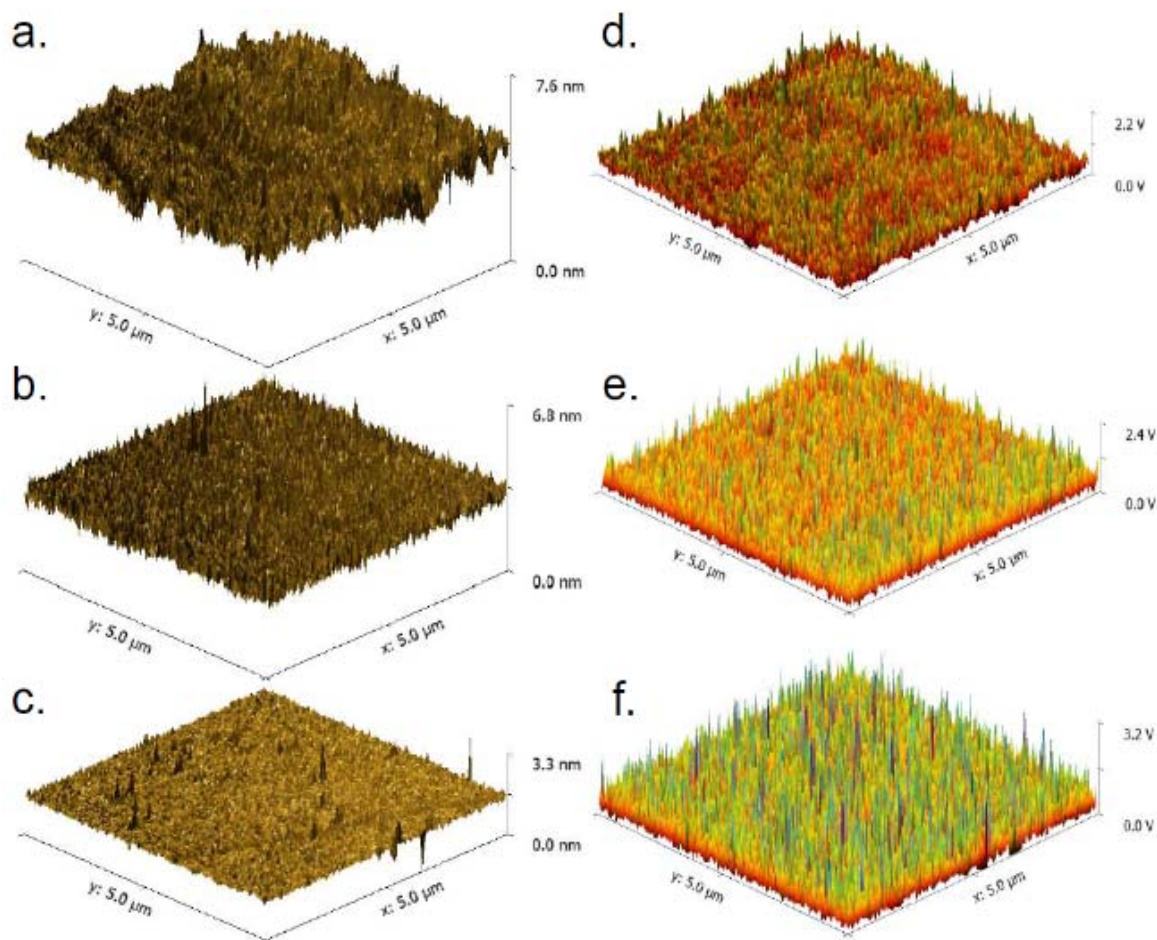 a.
7.6 nm
0.0 nm
y: 5.0 µm
x: 5.0 µm
d.
2.2 V
0.0 V
y: 5.0 µm
x: 5.0 µm
b.
6.8 nm
0.0 nm
y: 5.0 µm
x: 5.0 µm
e.
2.4 V
0.0 V
y: 5.0 µm
x: 5.0 µm
c.
3.3 nm
0.0 nm
y: 5.0 µm
x: 5.0 µm
f.
3.2 V
0.0 V
y: 5.0 µm
x: 5.0 µm